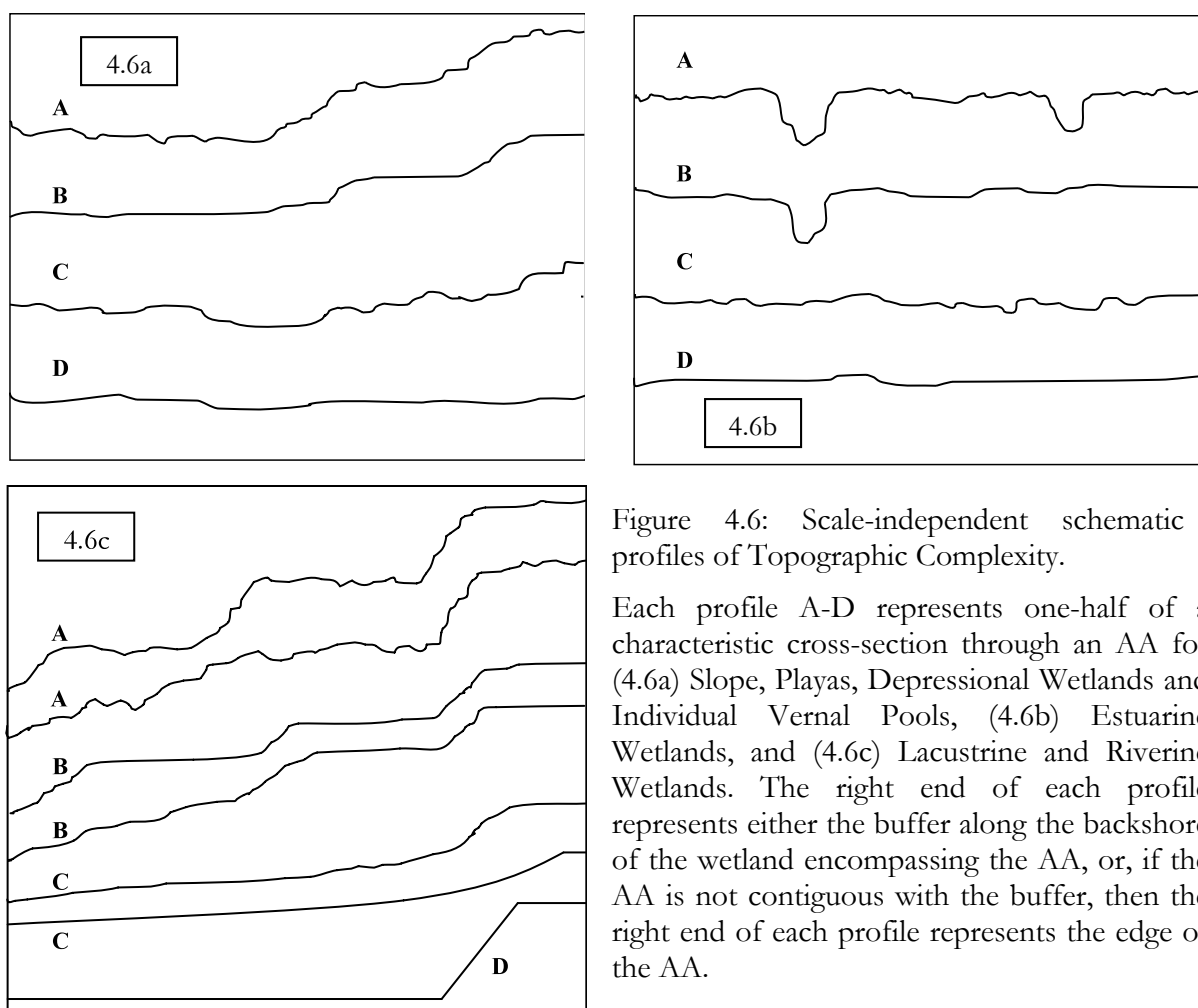 4.6a
A
B
C
D
A
B
C
D
4.6b
4.6c
A
A
B
B
C
C
D
Figure 4.6: Scale-independent schematic
profiles of Topographic Complexity.
Each profile A-D represents one-half of
characteristic cross-section through an AA
(4.6a) Slope, Playas, Depressional Wetlands and
Individual Vernal Pools, (4.6b) Estuarine
Wetlands, and (4.6c) Lacustrine and Riverine
Wetlands. The right end of each profile
represents either the buffer along the backshore
of the wetland encompassing the AA, or, if the
AA is not contiguous with the buffer, then the
right end of each profile represents the edge of
the AA.